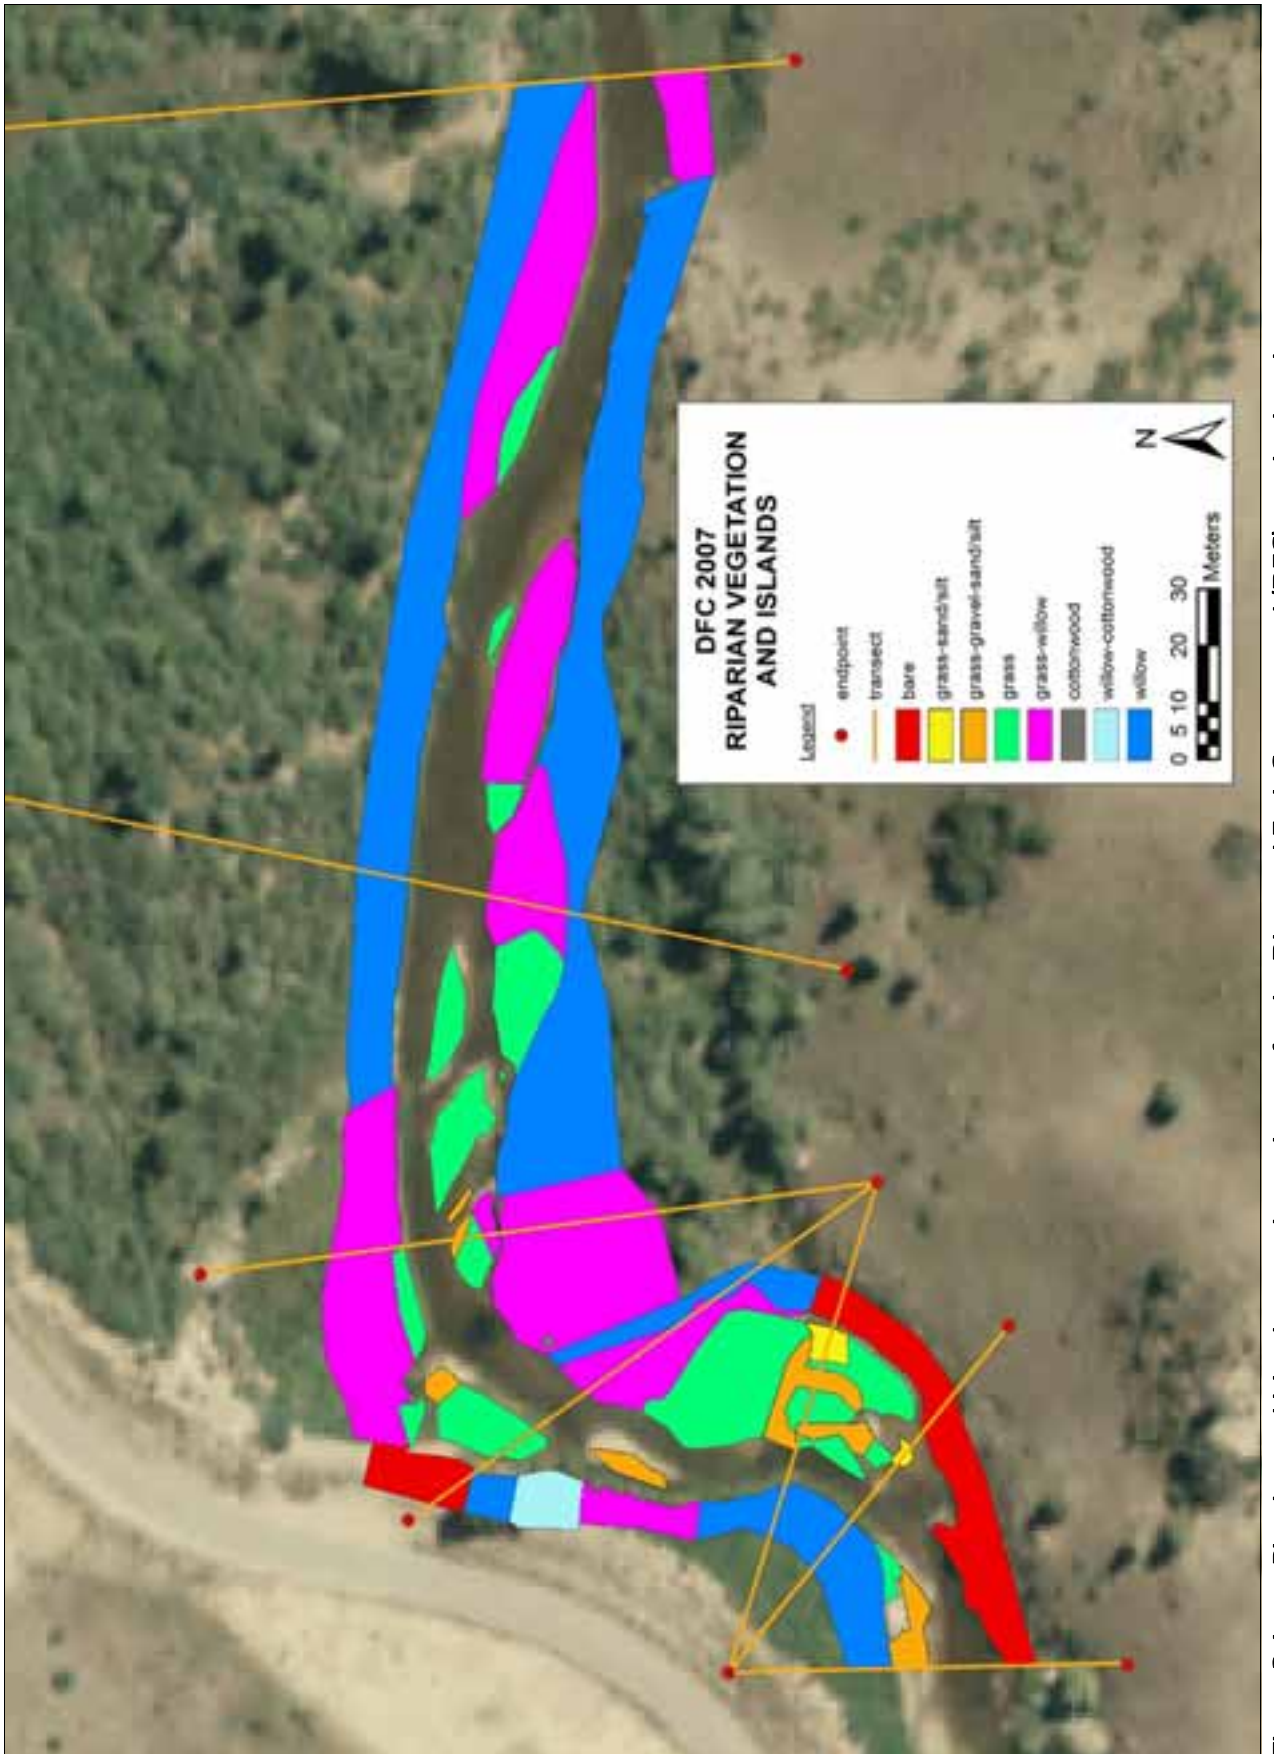 DFC 2007
RIPARIAN VEGETATION
AND ISLANDS
Legend
endpoint
transect
bare
grass-sand/silt
grass-gravel-sand/silt
grass
grass-willow
cottonwood
willow-cottonwood
willow
0 5 10 20 30
Meters
N